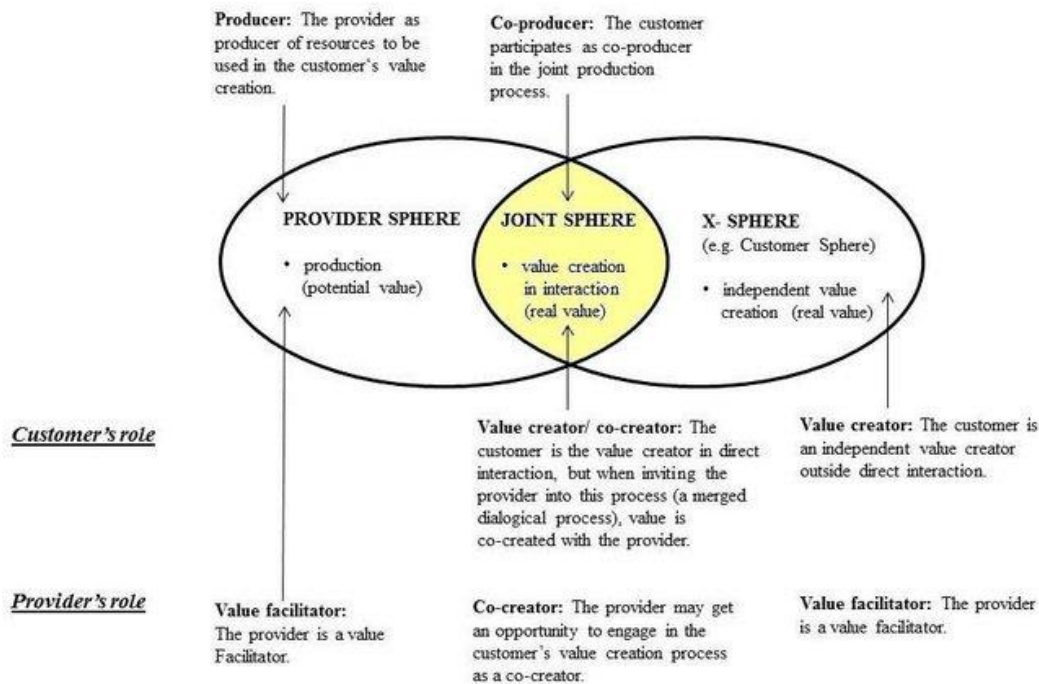 Producer: The provider as
producer of resources to be
used in the customer's value
creation.
Co-producer: The customer
participates as co-producer
in the joint production
process.
PROVIDER SPHERE
• production
(potential value)
JOINT SPHERE
• value creation
in interaction
(real value)
X- SPHERE
(e.g. Customer Sphere)
• independent value
creation (real value)
Customer's role
Value creator/ co-creator: The
customer is the value creator in direct
interaction, but when inviting the
provider into this process (a merged
dialogical process), value is
co-created with the provider.
Value creator: The customer is
an independent value creator
outside direct interaction.
Provider's role
Value facilitator:
The provider is a value
Facilitator.
Co-creator: The provider may get
an opportunity to engage in the
customer's value creation process
as a co-creator.
Value facilitator: The provider
is a value facilitator.